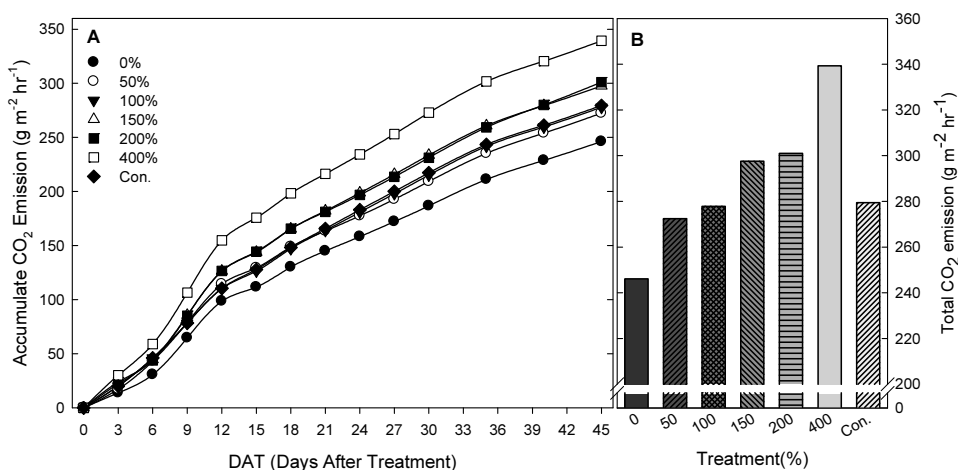 A
0%
50%
100%
150%
200%
400%
Con.
Accumulate CO₂ Emission (g m⁻² hr⁻¹)
350
300
250
200
150
100
50
0
0 3 6 9 12 15 18 21 24 27 30 33 36 39 42 45
DAT (Days After Treatment)
B
360
340
320
300
280
260
240
220
200
0
Total CO₂ emission (g m⁻² hr⁻¹)
0 50 100 150 200 400 Con.
Treatment(%)